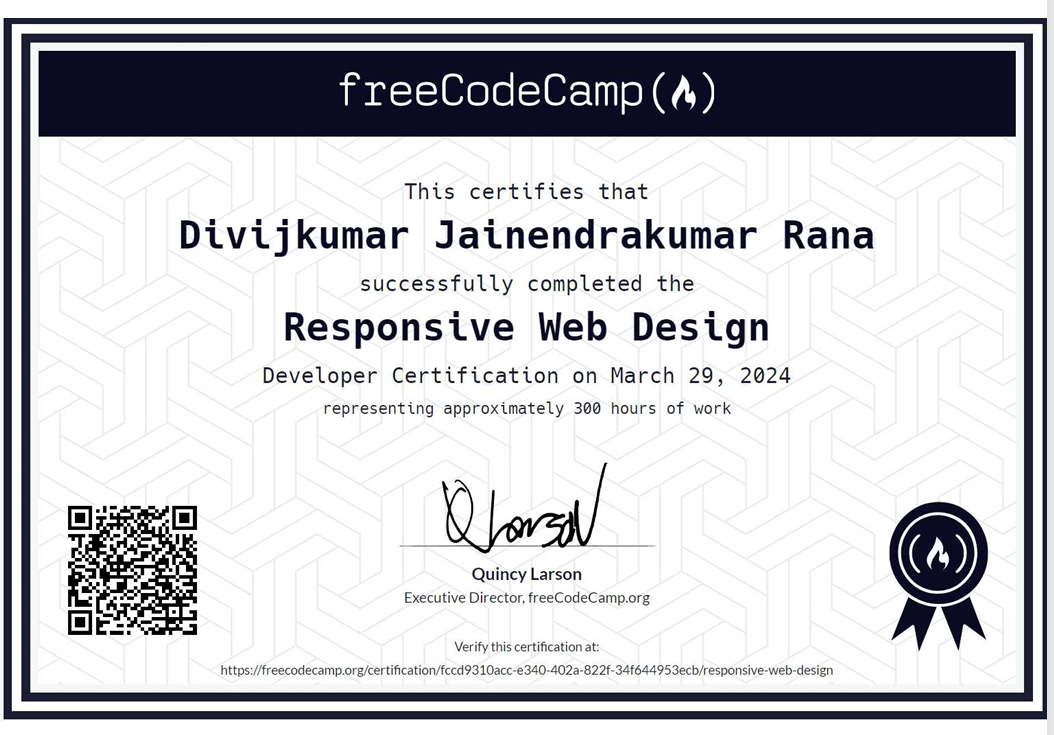 freeCodeCamp
This certifies that
Divijkumar Jainendrakumar Rana
successfully completed the
Responsive Web Design
Developer Certification on March 29, 2024
representing approximately 300 hours of work
Q Larson
Quincy Larson
Executive Director, freeCodeCamp.org
Verify this certification at:
https://freecodecamp.org/certification/fccd9310acc-e340-402a-822f-34f644953ecb/responsive-web-design